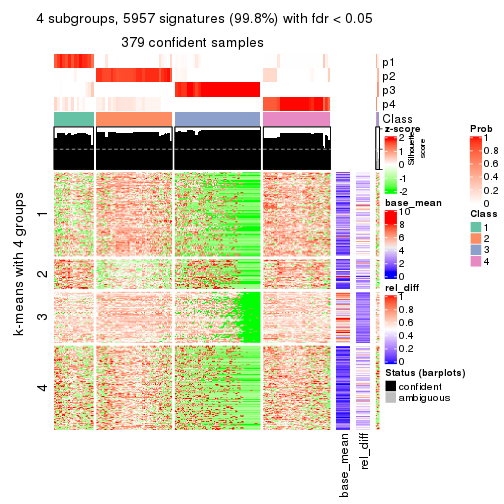 4 subgroups, 5957 signatures (99.8%) with fdr < 0.05
379 confident samples
p1
p2
p3
p4
Class
Silhouette score
k-means with 4 groups
1
2
3
4
base_mean
rel_diff
z-score
2
1
0
-1
-2
base_mean
10
8
6
4
2
0
rel_diff
1
0.8
0.6
0.4
0.2
0
Status (barplots)
confident
ambiguous
Prob
1
0.8
0.6
0.4
0.2
0
Class
1
2
3
4